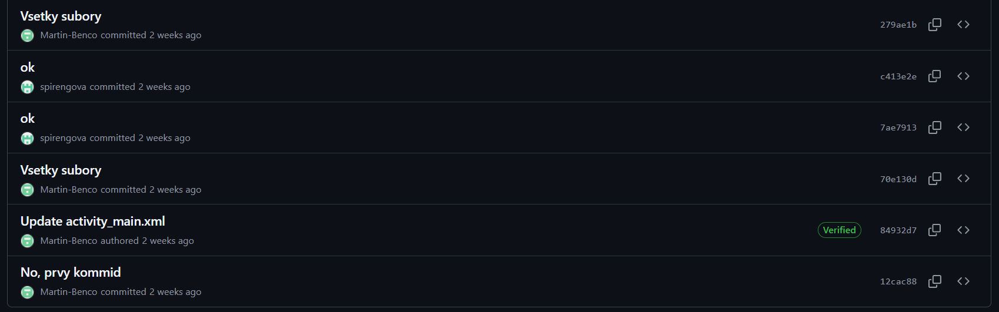 Vsetky subory
Martin-Benco committed 2 weeks ago
279ae1b
ok
spirengova committed 2 weeks ago
c413e2e
ok
spirengova committed 2 weeks ago
7ae7913
Vsetky subory
Martin-Benco committed 2 weeks ago
70e130d
Update activity_main.xml
Martin-Benco authored 2 weeks ago
Verified 84932d7
No, prvy kommid
Martin-Benco committed 2 weeks ago
12cac88